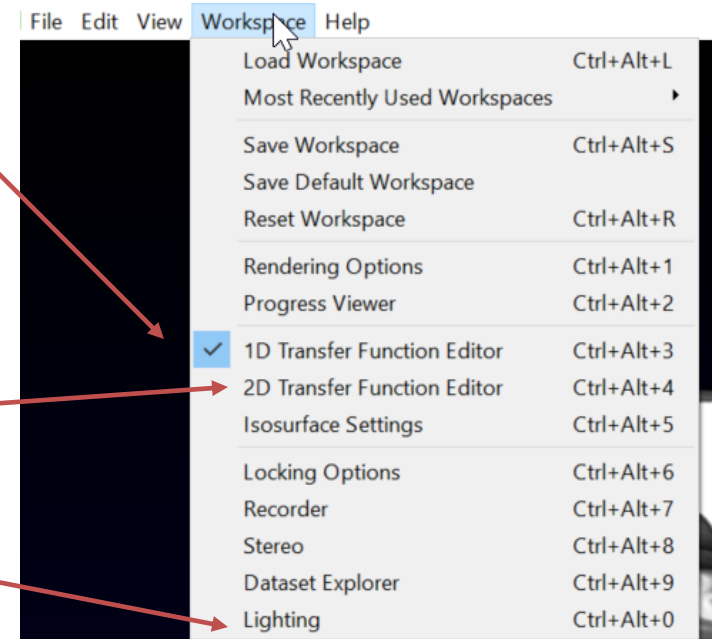 File Edit View Workspace Help
Load Workspace Ctrl+Alt+L
Most Recently Used Workspaces
Save Workspace Ctrl+Alt+S
Save Default Workspace
Reset Workspace Ctrl+Alt+R
Rendering Options Ctrl+Alt+1
Progress Viewer Ctrl+Alt+2
1D Transfer Function Editor Ctrl+Alt+3
2D Transfer Function Editor Ctrl+Alt+4
Isosurface Settings Ctrl+Alt+5
Locking Options Ctrl+Alt+6
Recorder Ctrl+Alt+7
Stereo Ctrl+Alt+8
Dataset Explorer Ctrl+Alt+9
Lighting Ctrl+Alt+0